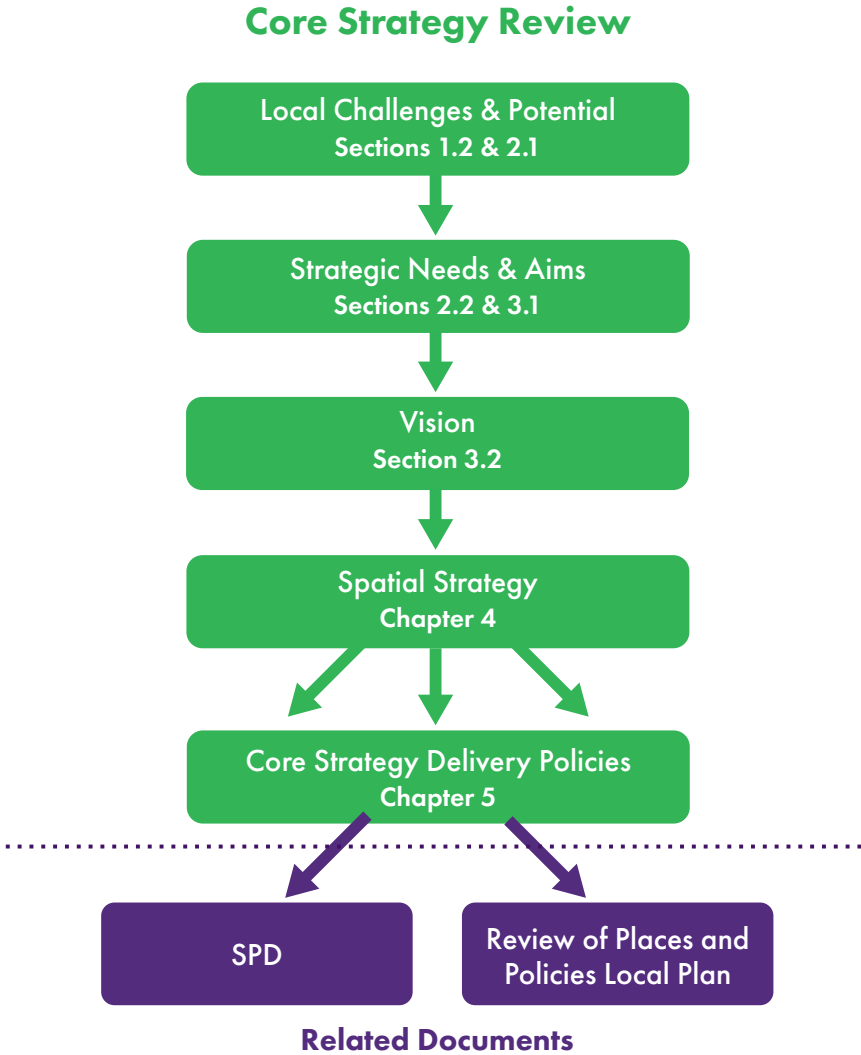 Core Strategy Review
Local Challenges & Potential
Sections 1.2 & 2.1
Strategic Needs & Aims
Sections 2.2 & 3.1
Vision
Section 3.2
Spatial Strategy
Chapter 4
Core Strategy Delivery Policies
Chapter 5
SPD
Review of Places and
Policies Local Plan
Related Documents